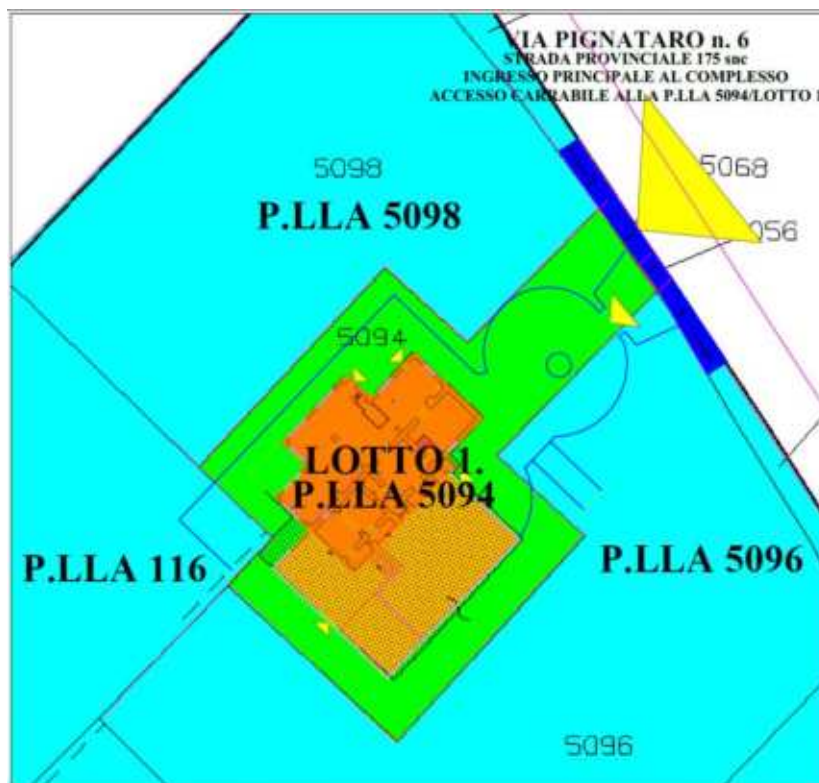 VIA PIGNATARO n. 6
STRADA PROVINCIALE 175 snc
INGRESSO PRINCIPALE AL COMPLESSO
ACCESSO CARRABILE ALLA P.LLA 5094/LOTTO 1
5098
5068
P.LLA 5098
056
5094
LOTTO 1.
P.LLA 5094
P.LLA 116
P.LLA 5096
5096